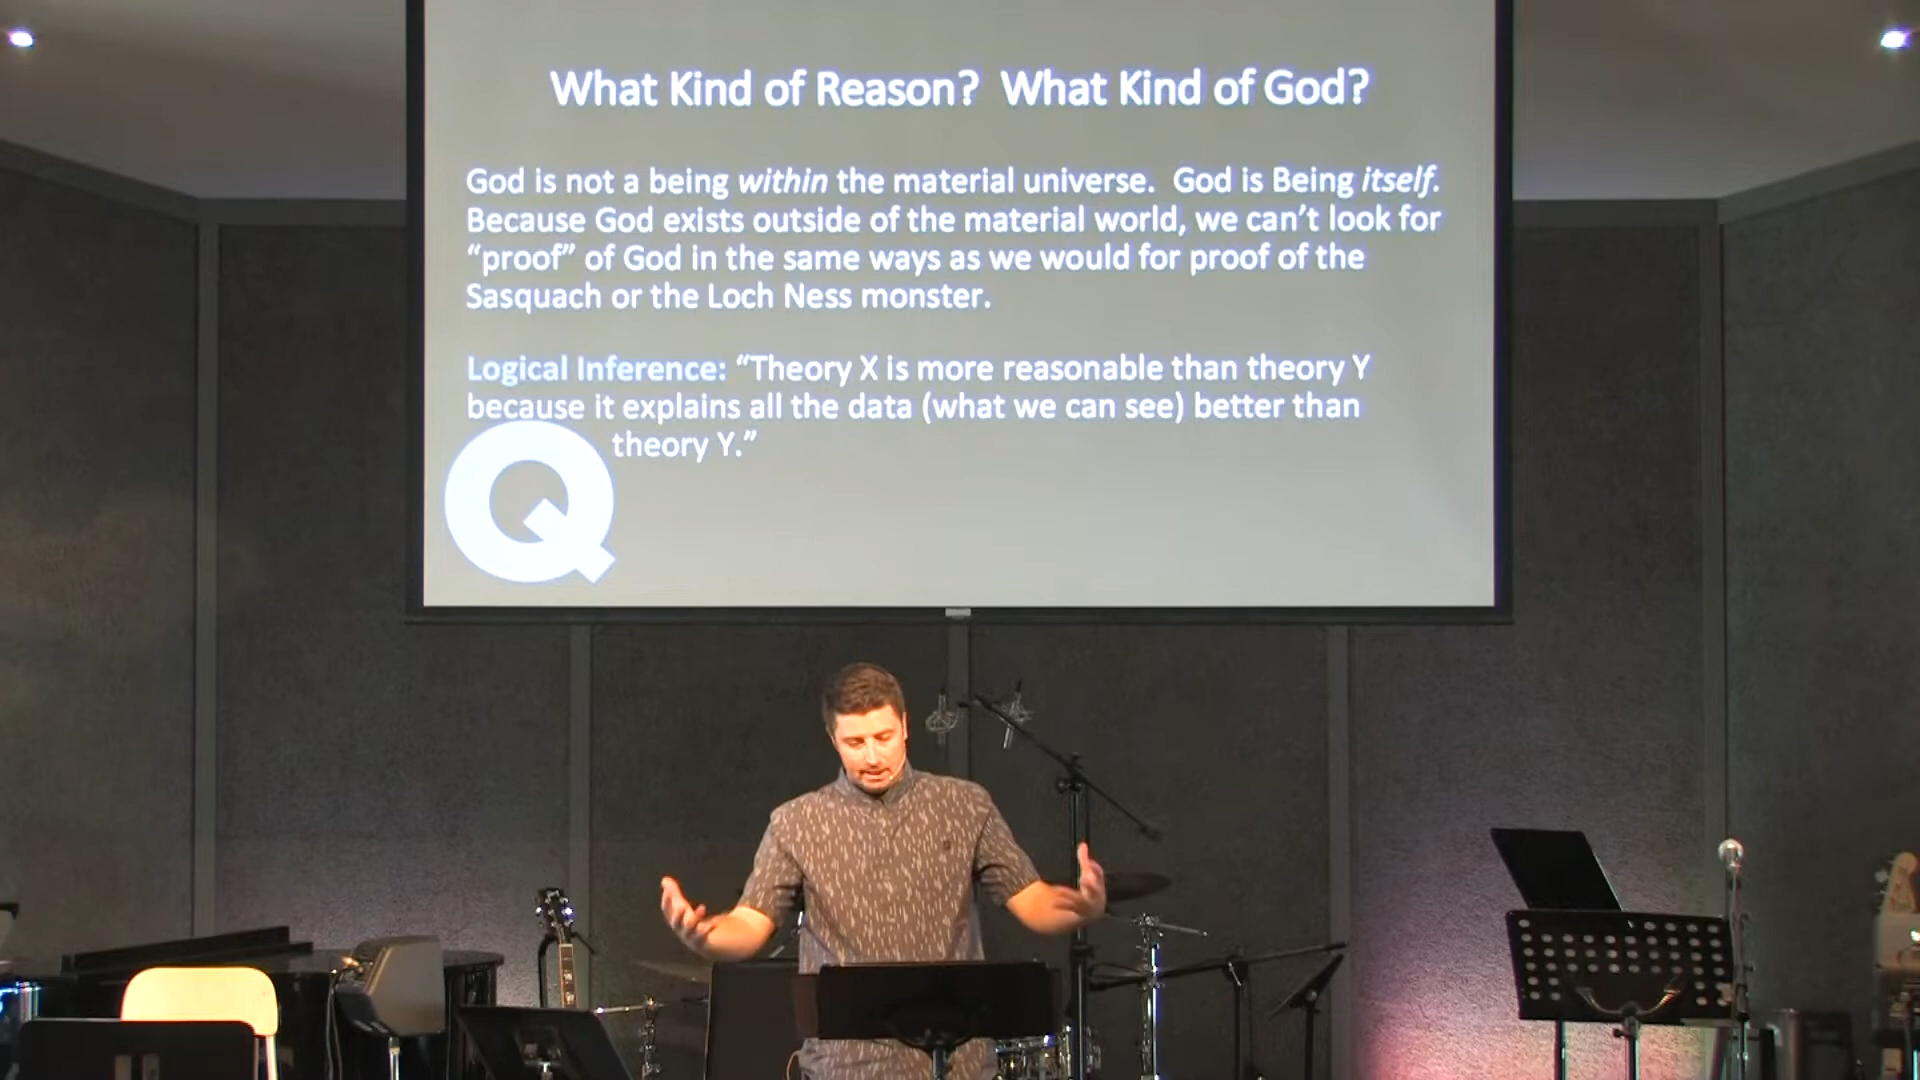 What Kind of Reason? What Kind of God?
God is not a being within the material universe. God is Being itself.
Because God exists outside of the material world, we can't look for
“proof” of God in the same ways as we would for proof of the
Sasquach or the Loch Ness monster.
Logical Inference: “Theory X is more reasonable than theory Y
because it explains all the data (what we can see) better than
theory Y.”
Q